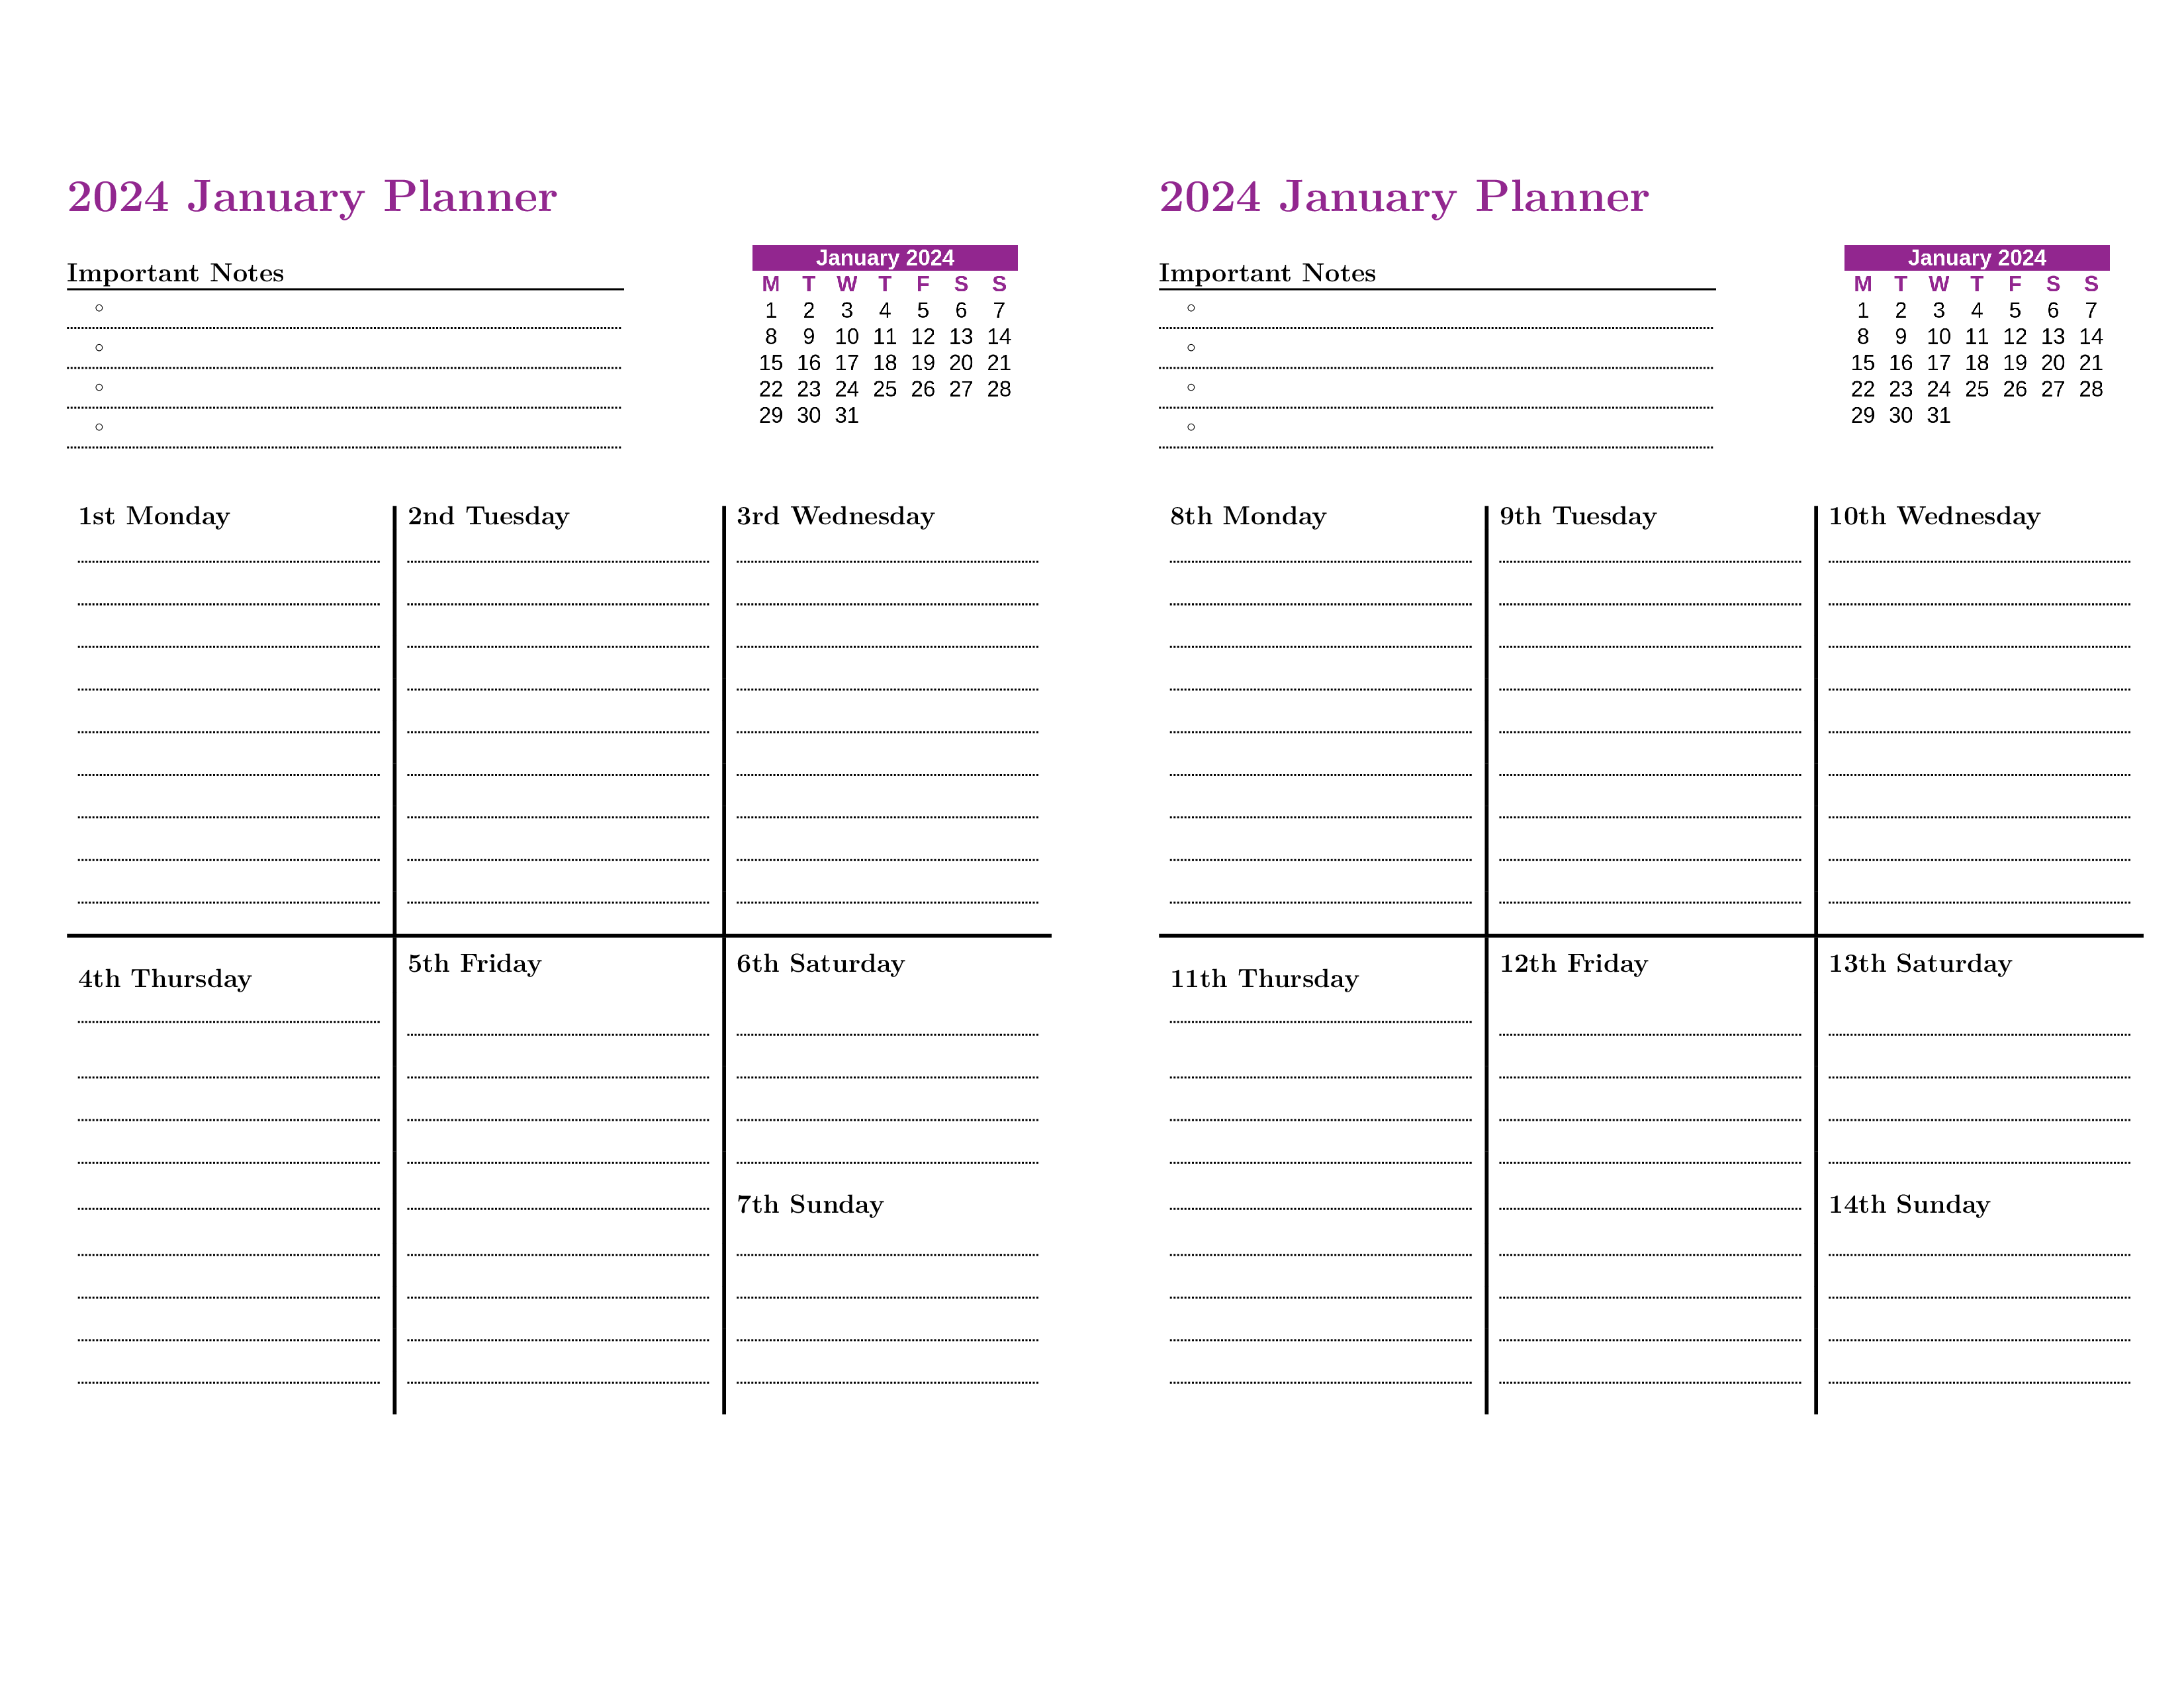 2024 January Planner
Important Notes
January 2024
M T W T F S S
1 2 3 4 5 6 7
8 9 10 11 12 13 14
15 16 17 18 19 20 21
22 23 24 25 26 27 28
29 30 31
1st Monday
2nd Tuesday
3rd Wednesday
4th Thursday
5th Friday
6th Saturday
7th Sunday
2024 January Planner
Important Notes
January 2024
M T W T F S S
1 2 3 4 5 6 7
8 9 10 11 12 13 14
15 16 17 18 19 20 21
22 23 24 25 26 27 28
29 30 31
8th Monday
9th Tuesday
10th Wednesday
11th Thursday
12th Friday
13th Saturday
14th Sunday